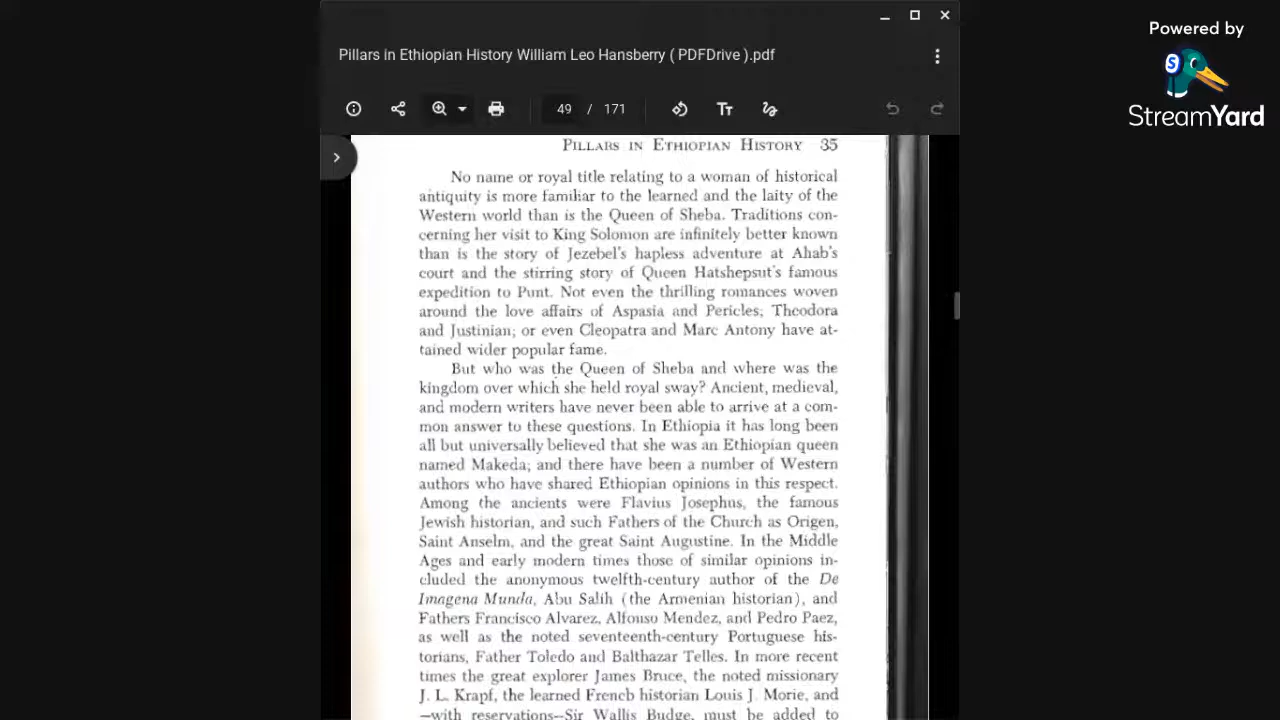 Powered by
StreamYard
Pillars in Ethiopian History William Leo Hansberry ( PDFDrive ).pdf
49 / 171
PILLARS IN ETHIOPIAN HISTORY 35
No name or royal title relating to a woman of historical
antiquity is more familiar to the learned and the laity of the
Western world than is the Queen of Sheba. Traditions con-
cerning her visit to King Solomon are infinitely better known
than is the story of Jezebel's hapless adventure at Ahab's
court and the stirring story of Queen Hatshepsut's famous
expedition to Punt. Not even the thrilling romances woven
around the love affairs of Aspasia and Pericles; Theodora
and Justinian; or even Cleopatra and Marc Antony have at-
tained wider popular fame.
But who was the Queen of Sheba and where was the
kingdom over which she held royal sway? Ancient, medieval,
and modern writers have never been able to arrive at a com-
mon answer to these questions. In Ethiopia it has long been
all but universally believed that she was an Ethiopian queen
named Makeda; and there have been a number of Western
authors who have shared Ethiopian opinions in this respect.
Among the ancients were Flavius Josephus, the famous
Jewish historian, and such Fathers of the Church as Origen,
Saint Anselm, and the great Saint Augustine. In the Middle
Ages and early modern times those of similar opinions in-
cluded the anonymous twelfth-century author of the De
Imagena Munda, Abu Salih (the Armenian historian), and
Fathers Francisco Alvarez, Alfonso Mendez, and Pedro Paez,
as well as the noted seventeenth-century Portuguese his-
torians, Father Toledo and Balthazar Telles. In more recent
times the great explorer James Bruce, the noted missionary
J. L. Krapf, the learned French historian Louis J. Morie, and
—with reservations—Sir Wallis Budge, must be added to